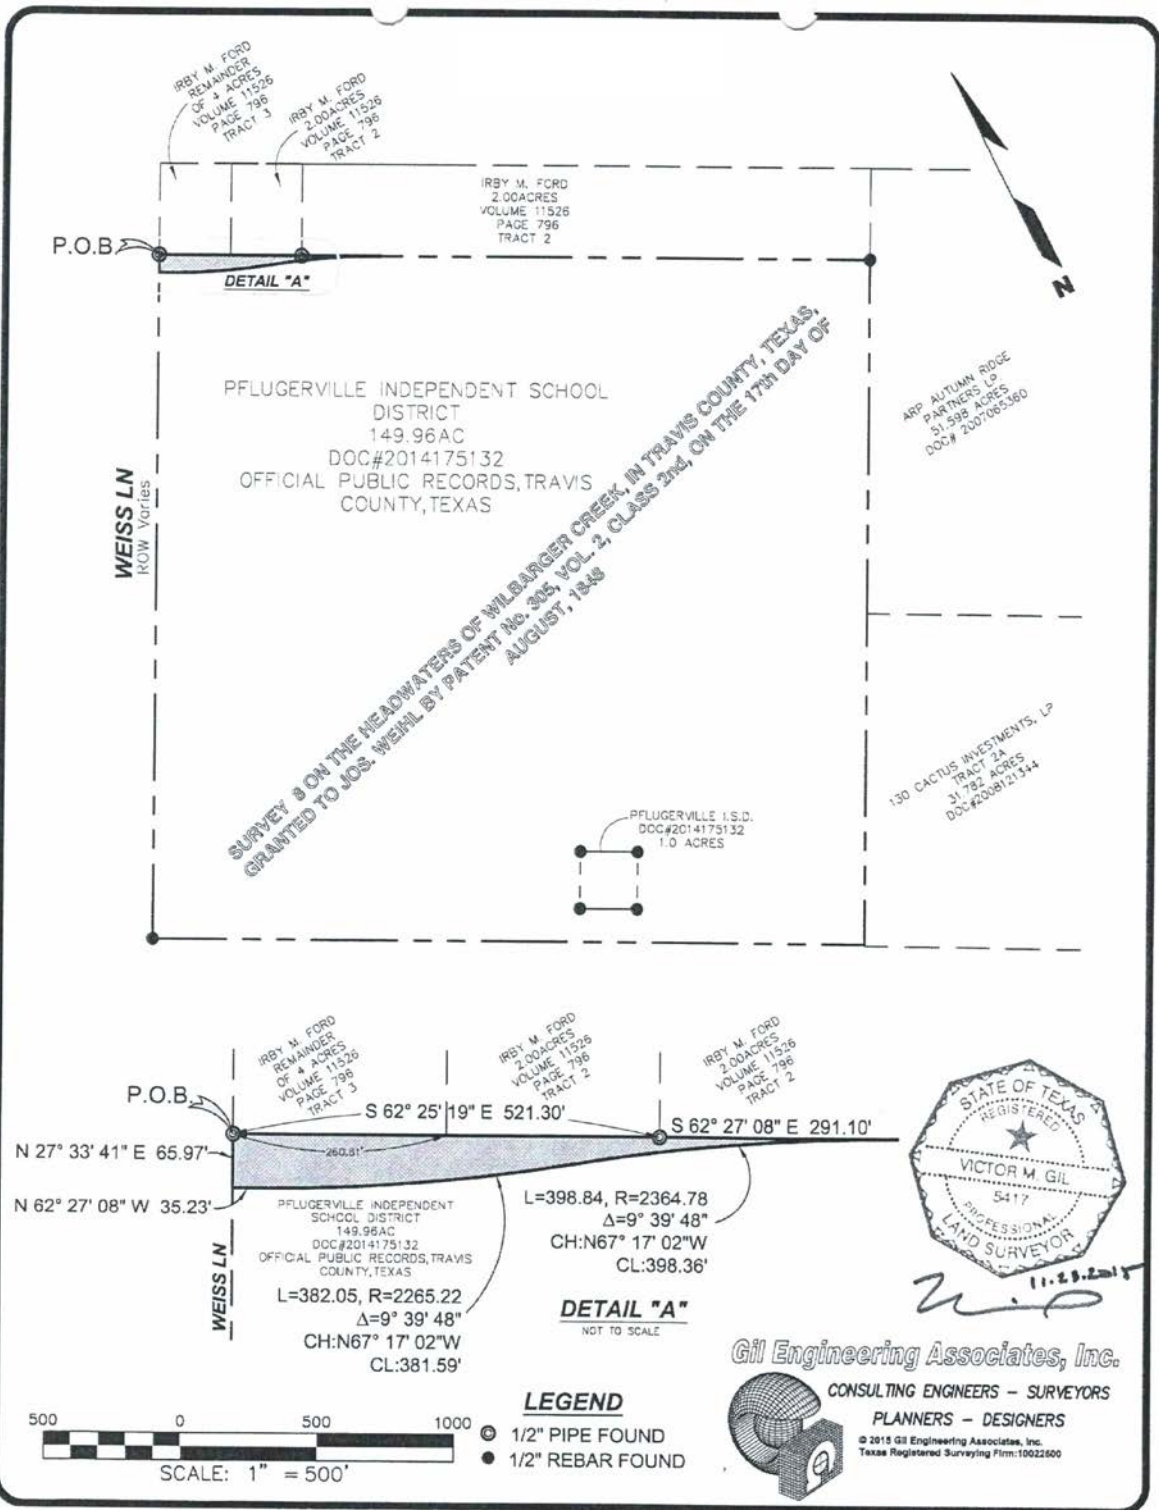 IRBY M. FORD
REMAINDER
OF 4 ACRES
VOLUME 11526
PAGE 796
TRACT 3
IRBY M. FORD
2.00ACRES
VOLUME 11526
PAGE 796
TRACT 2
IRBY M. FORD
2.00ACRES
VOLUME 11526
PAGE 796
TRACT 2
P.O.B.
DETAIL "A"
N
PFLUGERVILLE INDEPENDENT SCHOOL
DISTRICT
149.96AC
DOC#2014175132
OFFICIAL PUBLIC RECORDS,TRAVIS
COUNTY,TEXAS
WEISS LN
ROW Varies
SURVEY 8 ON THE HEADWATERS OF WILBARGER CREEK, IN TRAVIS COUNTY, TEXAS,
GRANTED TO JOS. WEIHL BY PATENT No. 305, VOL. 2, CLASS 2nd, ON THE 17th DAY OF
AUGUST, 1848
ARP AUTUMN RIDGE
PARTNERS LP
51.598 ACRES
DOC# 2007065360
130 CACTUS INVESTMENTS, LP
TRACT 2A
31.782 ACRES
DOC#2008121344
PFLUGERVILLE I.S.D.
DOC#2014175132
1.0 ACRES
IRBY M. FORD
REMAINDER
OF 4 ACRES
VOLUME 11526
PAGE 796
TRACT 3
IRBY M. FORD
2.00ACRES
VOLUME 11526
PAGE 796
TRACT 2
IRBY M. FORD
2.00ACRES
VOLUME 11526
PAGE 796
TRACT 2
P.O.B.
S 62° 25' 19" E 521.30'
S 62° 27' 08" E 291.10'
260.81'
N 27° 33' 41" E 65.97'
N 62° 27' 08" W 35.23'
PFLUGERVILLE INDEPENDENT
SCHOOL DISTRICT
149.96AC
DOC#2014175132
OFFICIAL PUBLIC RECORDS,TRAVIS
COUNTY,TEXAS
WEISS LN
L=398.84, R=2364.78
Δ=9° 39' 48"
CH:N67° 17' 02"W
CL:398.36'
L=382.05, R=2265.22
Δ=9° 39' 48"
CH:N67° 17' 02"W
CL:381.59'
DETAIL "A"
NOT TO SCALE
STATE OF TEXAS
REGISTERED
VICTOR M. GIL
5417
PROFESSIONAL
LAND SURVEYOR
11.23.2015
Gil Engineering Associates, Inc.
CONSULTING ENGINEERS - SURVEYORS
PLANNERS - DESIGNERS
© 2015 Gil Engineering Associates, Inc.
Texas Registered Surveying Firm:10022600
LEGEND
1/2" PIPE FOUND
1/2" REBAR FOUND
500 0 500 1000
SCALE: 1" = 500'